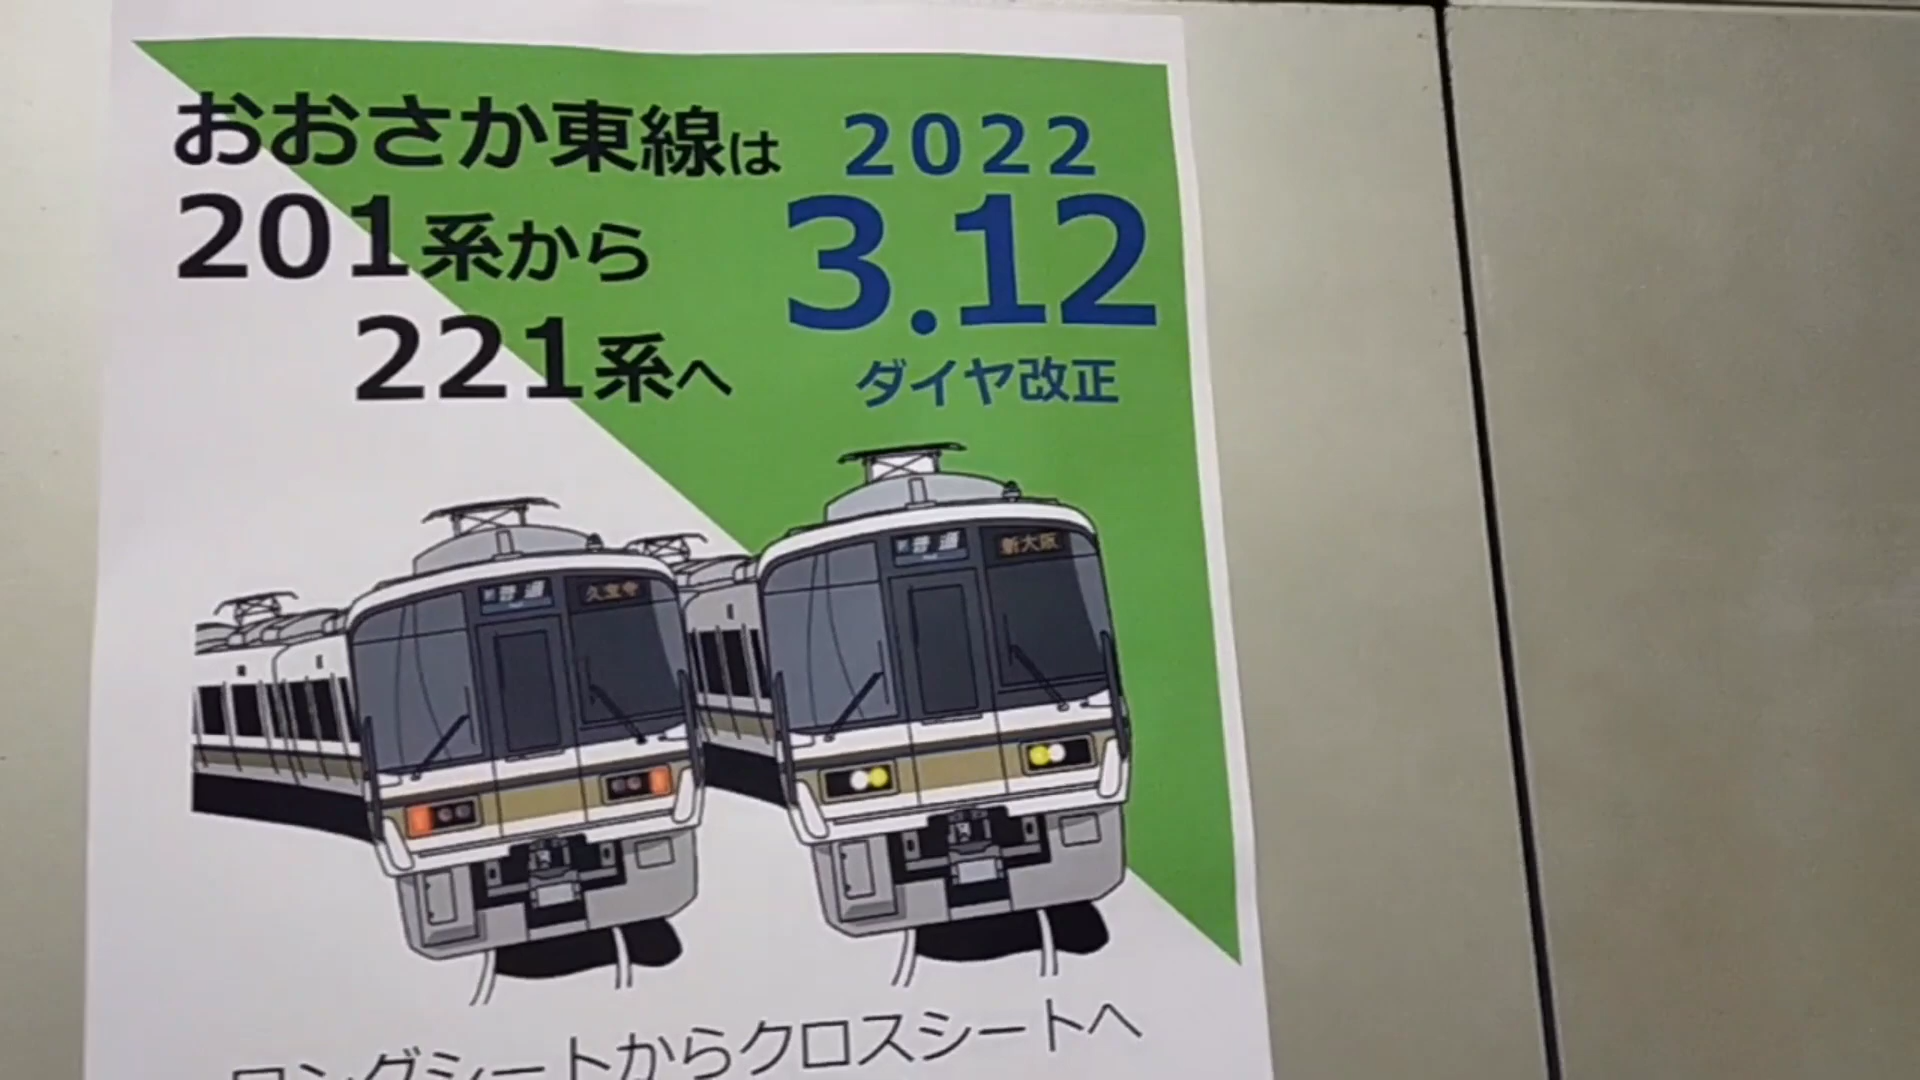 おおさか東線は
201系から
221系へ
2022
3.12
ダイヤ改正
普通 久宝寺
普通 新大阪
ロングシートからクロスシートへ